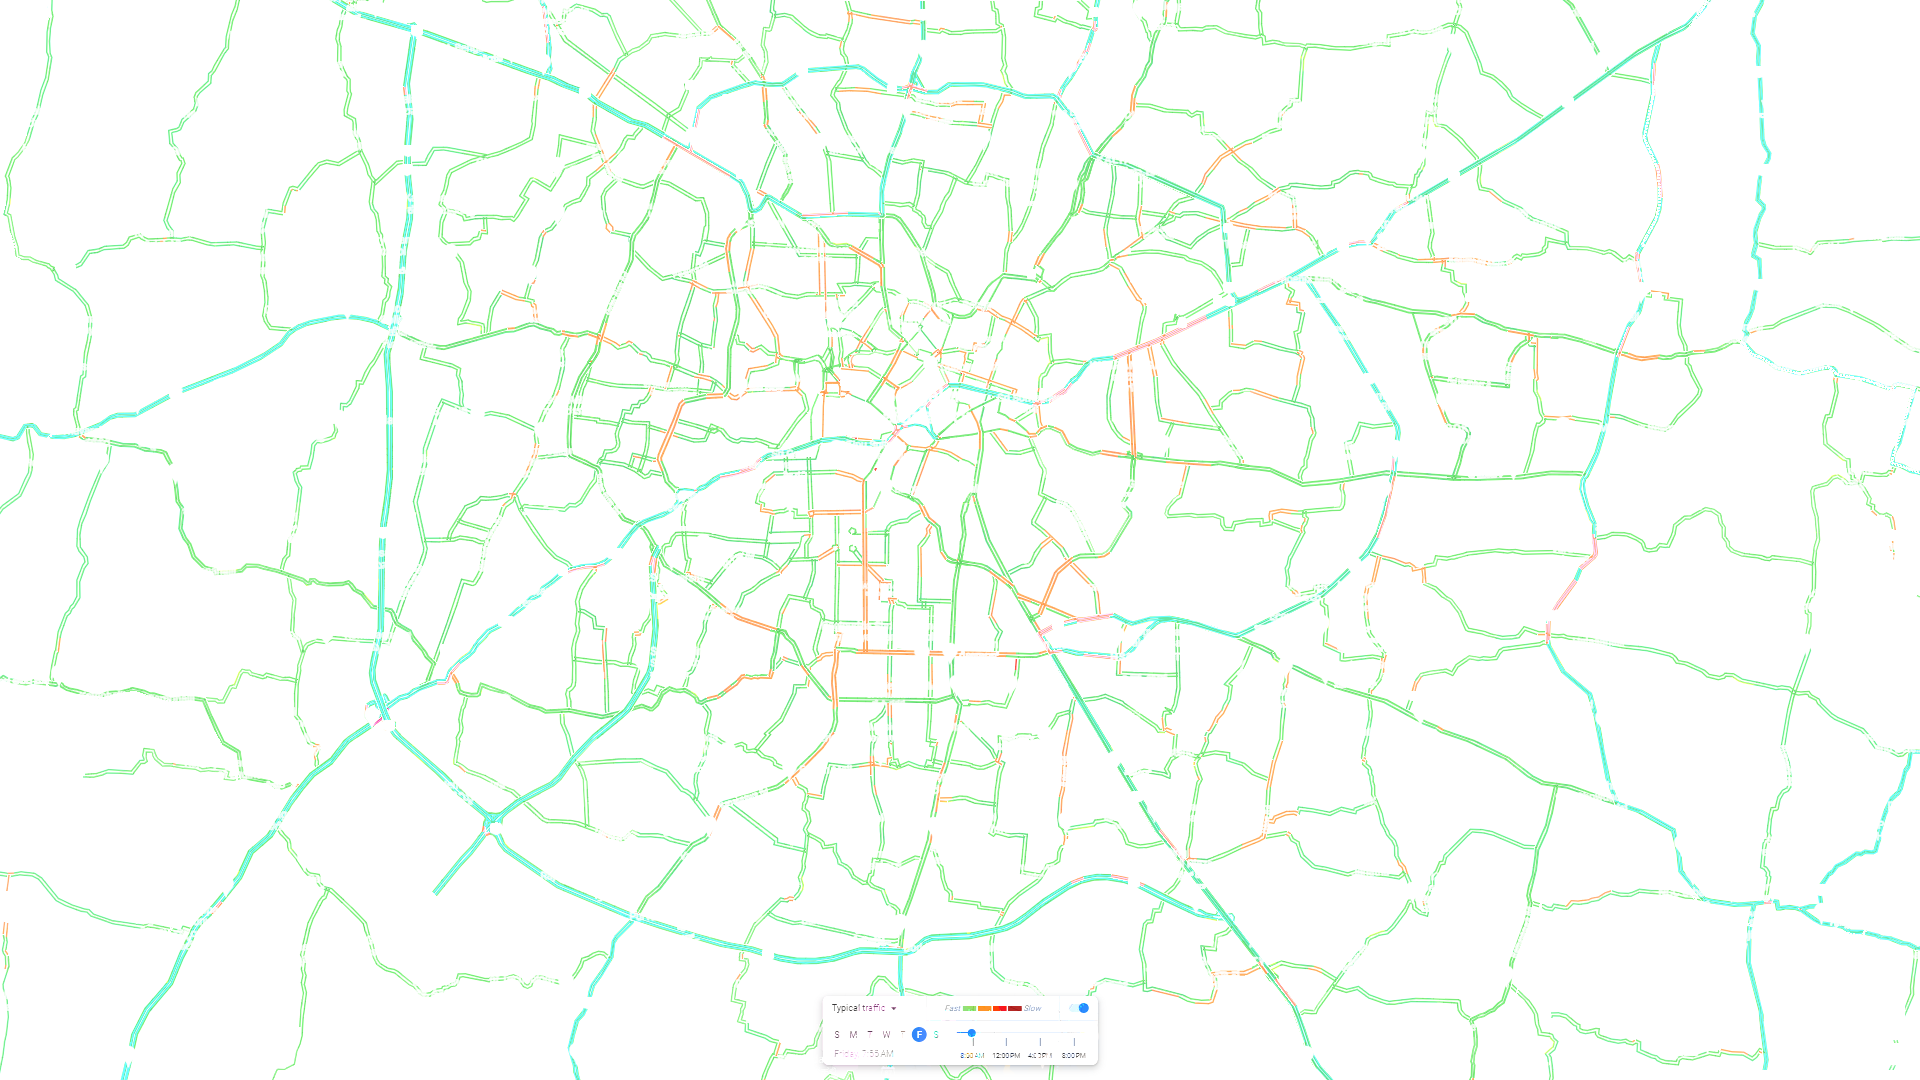 Typical traffic
Fast Slow
S M T W T F S
Friday 7:55 AM
8:00 AM 12:00 PM 4:00 PM 8:00 PM